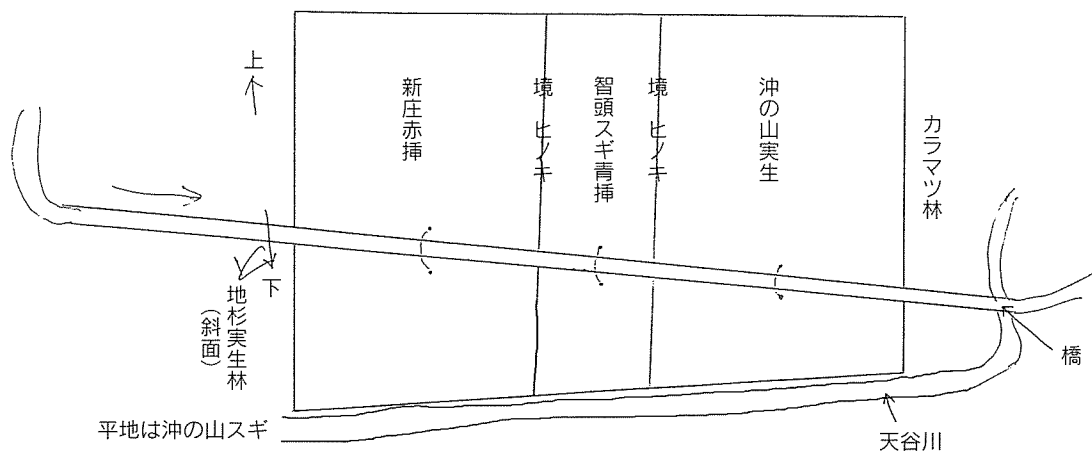 上
新庄赤挿
境 ヒノキ
智頭スギ青挿
境 ヒノキ
沖の山実生
カラマツ林
下
地杉実生林
(斜面)
橋
平地は沖の山スギ
天谷川